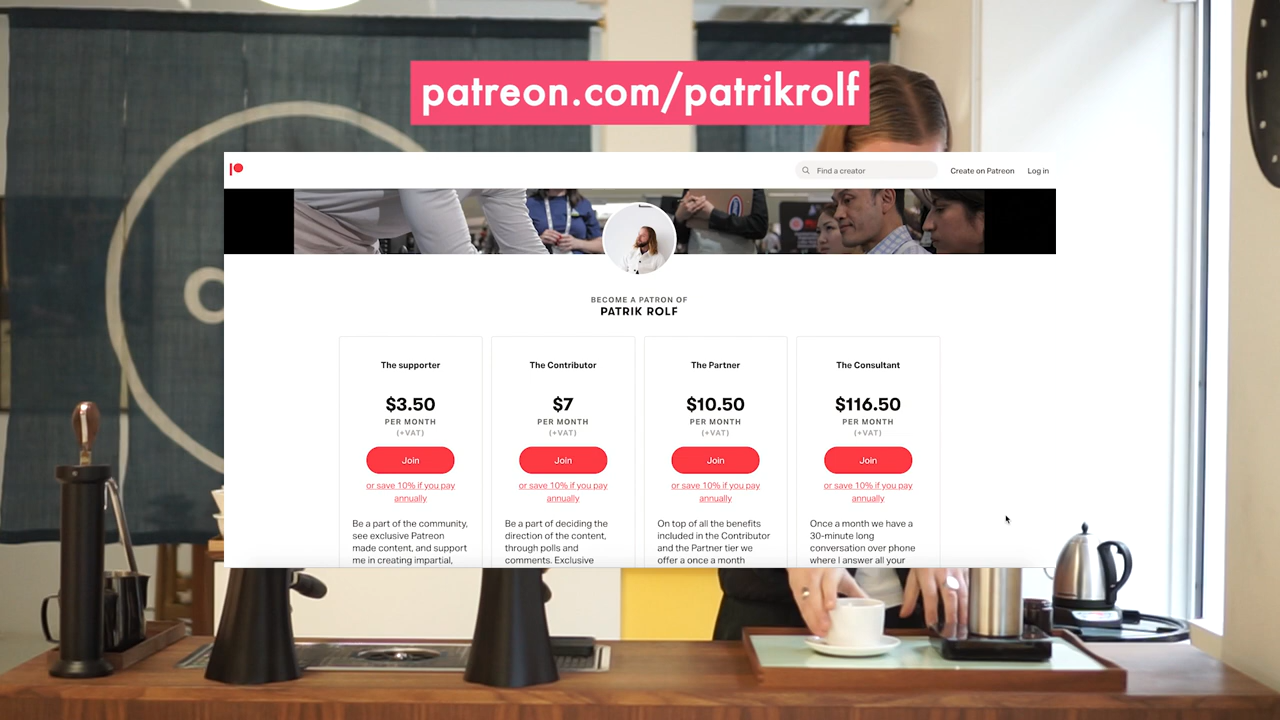 patreon.com/patrikrolf
Find a creator
Create on Patreon
Log in
BECOME A PATRON OF
PATRIK ROLF
The supporter
$3.50
PER MONTH
(+VAT)
Join
or save 10% if you pay
annually
Be a part of the community,
see exclusive Patreon
made content, and support
me in creating impartial,
The Contributor
$7
PER MONTH
(+VAT)
Join
or save 10% if you pay
annually
Be a part of deciding the
direction of the content,
through polls and
comments. Exclusive
The Partner
$10.50
PER MONTH
(+VAT)
Join
or save 10% if you pay
annually
On top of all the benefits
included in the Contributor
and the Partner tier we
offer a once a month
The Consultant
$116.50
PER MONTH
(+VAT)
Join
or save 10% if you pay
annually
Once a month we have a
30-minute long
conversation over phone
where I answer all your